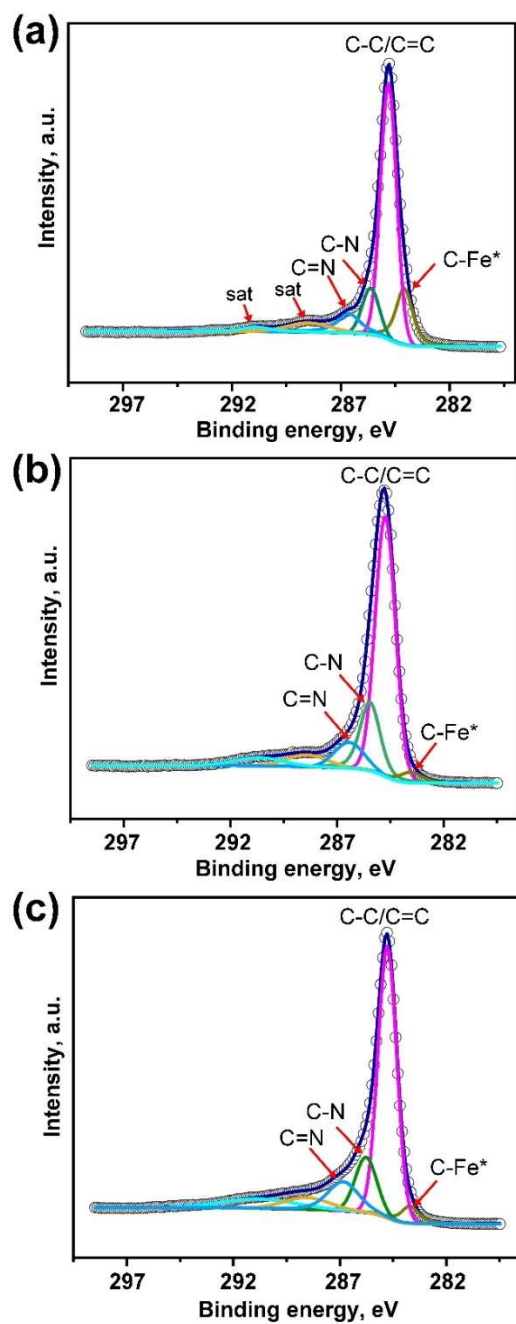 (a)
C-C/C=C
C-N
C=N
C-Fe*
sat
sat
Intensity, a.u.
297
292
287
282
Binding energy, eV
(b)
C-C/C=C
C-N
C=N
C-Fe*
Intensity, a.u.
297
292
287
282
Binding energy, eV
(c)
C-C/C=C
C-N
C=N
C-Fe*
Intensity, a.u.
297
292
287
282
Binding energy, eV